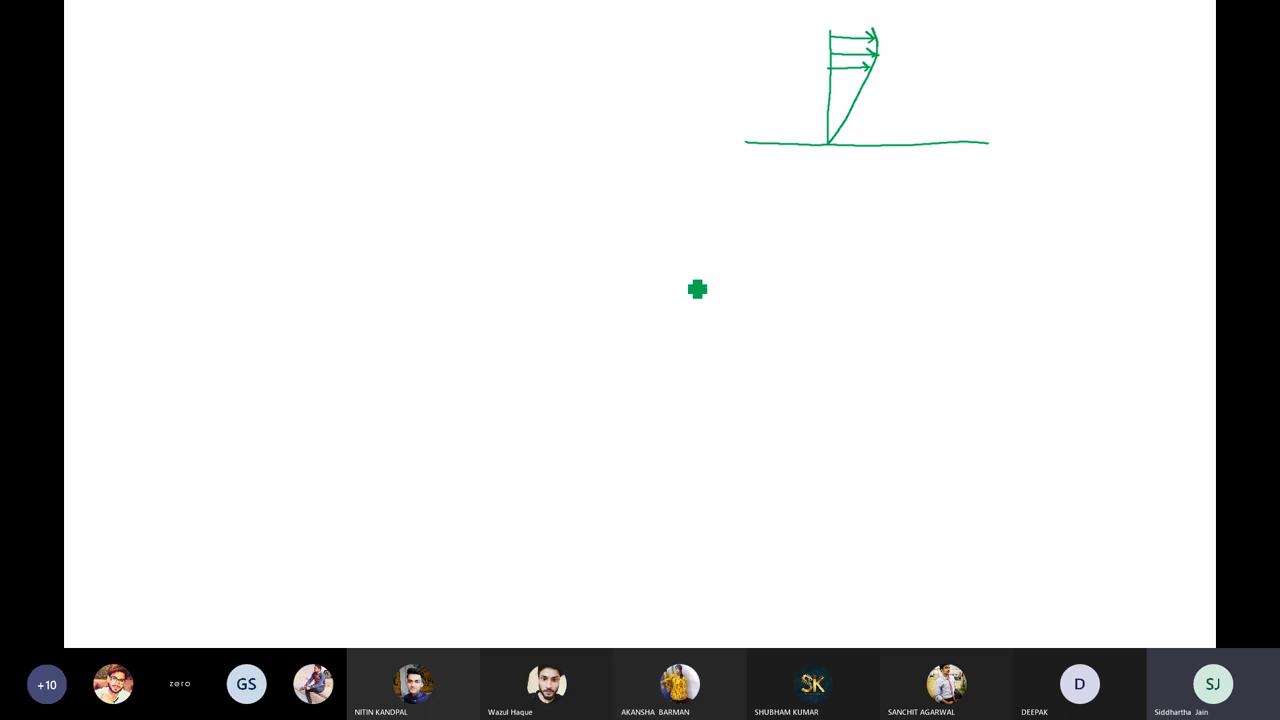 +10
zero
GS
NITIN KANDPAL
Wazul Haque
AKANSHA BARMAN
SK
SHUBHAM KUMAR
SANCHIT AGARWAL
D
DEEPAK
SJ
Siddhartha Jain